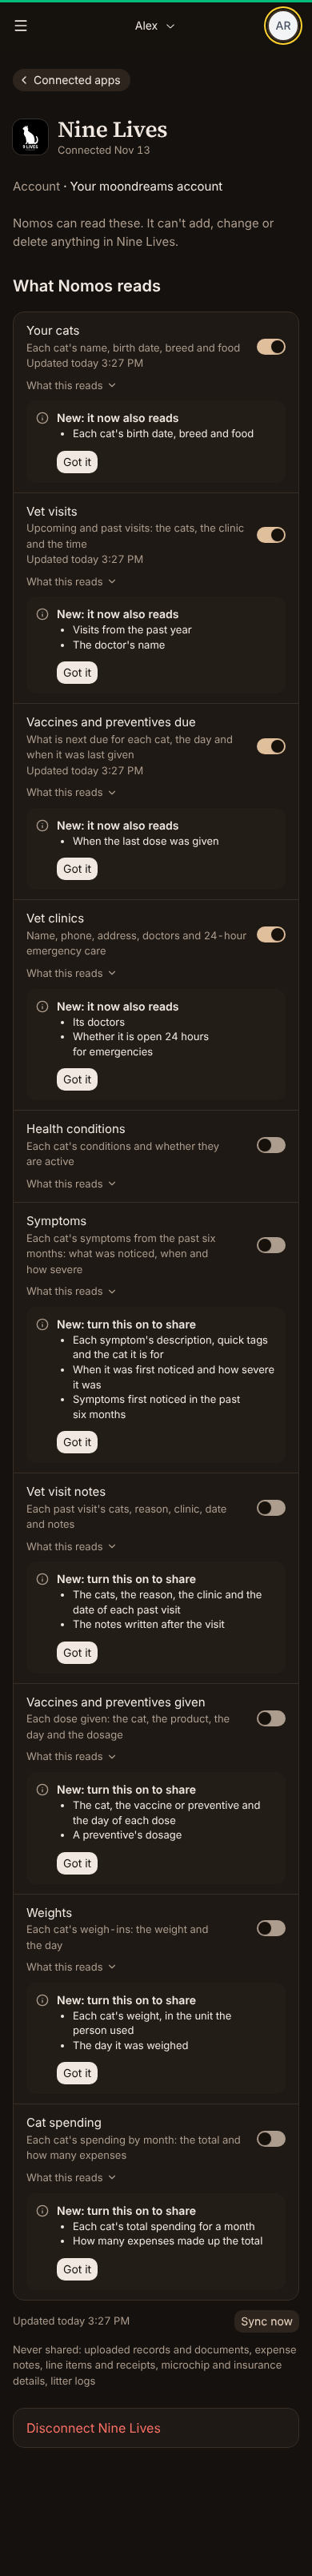 Alex
AR
Connected apps
9 LIVES
Nine Lives
Connected Nov 13
Account · Your moondreams account
Nomos can read these. It can't add, change or
delete anything in Nine Lives.
What Nomos reads
Your cats
Each cat's name, birth date, breed and food
Updated today 3:27 PM
What this reads
New: it now also reads
• Each cat's birth date, breed and food
Got it
Vet visits
Upcoming and past visits: the cats, the clinic
and the time
Updated today 3:27 PM
What this reads
New: it now also reads
• Visits from the past year
• The doctor's name
Got it
Vaccines and preventives due
What is next due for each cat, the day and
when it was last given
Updated today 3:27 PM
What this reads
New: it now also reads
• When the last dose was given
Got it
Vet clinics
Name, phone, address, doctors and 24-hour
emergency care
What this reads
New: it now also reads
• Its doctors
• Whether it is open 24 hours
for emergencies
Got it
Health conditions
Each cat's conditions and whether they
are active
What this reads
Symptoms
Each cat's symptoms from the past six
months: what was noticed, when and
how severe
What this reads
New: turn this on to share
• Each symptom's description, quick tags
and the cat it is for
• When it was first noticed and how severe
it was
• Symptoms first noticed in the past
six months
Got it
Vet visit notes
Each past visit's cats, reason, clinic, date
and notes
What this reads
New: turn this on to share
• The cats, the reason, the clinic and the
date of each past visit
• The notes written after the visit
Got it
Vaccines and preventives given
Each dose given: the cat, the product, the
day and the dosage
What this reads
New: turn this on to share
• The cat, the vaccine or preventive and
the day of each dose
• A preventive's dosage
Got it
Weights
Each cat's weigh-ins: the weight and
the day
What this reads
New: turn this on to share
• Each cat's weight, in the unit the
person used
• The day it was weighed
Got it
Cat spending
Each cat's spending by month: the total and
how many expenses
What this reads
New: turn this on to share
• Each cat's total spending for a month
• How many expenses made up the total
Got it
Updated today 3:27 PM
Sync now
Never shared: uploaded records and documents, expense
notes, line items and receipts, microchip and insurance
details, litter logs
Disconnect Nine Lives